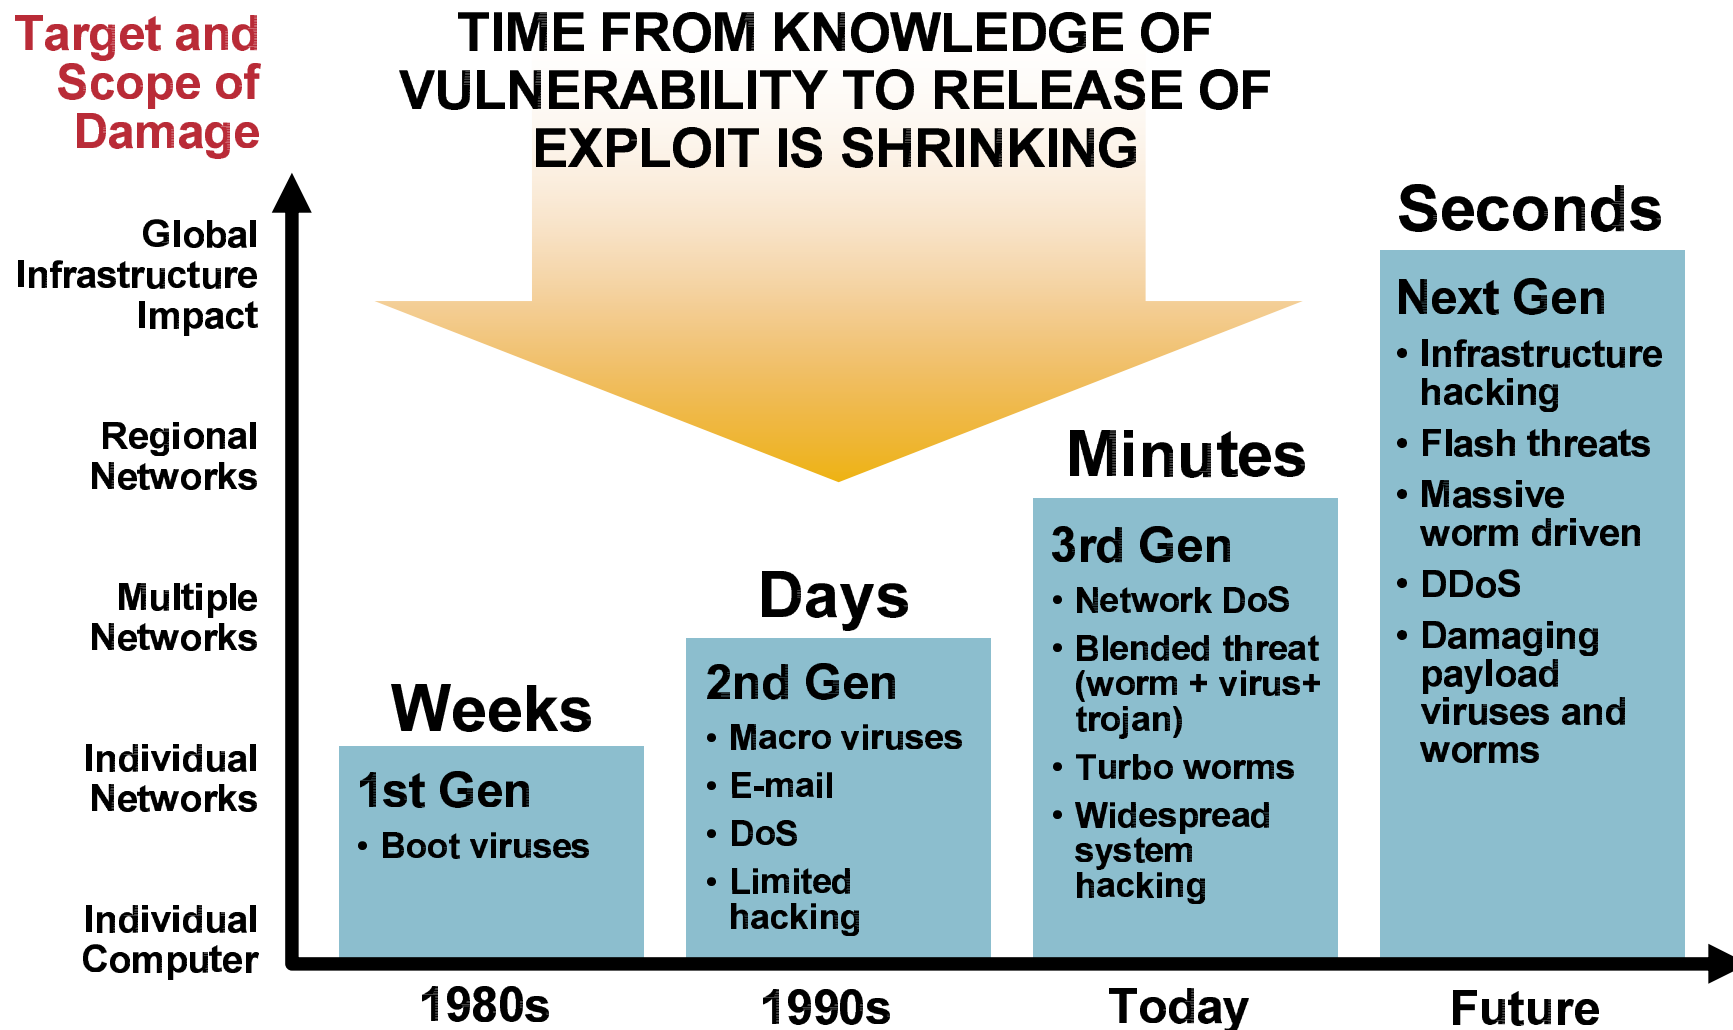 Target and
Scope of
Damage
TIME FROM KNOWLEDGE OF
VULNERABILITY TO RELEASE OF
EXPLOIT IS SHRINKING
Global
Infrastructure
Impact
Regional
Networks
Multiple
Networks
Individual
Networks
Individual
Computer
Weeks
1st Gen
• Boot viruses
1980s
Days
2nd Gen
• Macro viruses
• E-mail
• DoS
• Limited
hacking
1990s
Minutes
3rd Gen
• Network DoS
• Blended threat
(worm + virus+
trojan)
• Turbo worms
• Widespread
system
hacking
Today
Seconds
Next Gen
• Infrastructure
hacking
• Flash threats
• Massive
worm driven
• DDoS
• Damaging
payload
viruses and
worms
Future